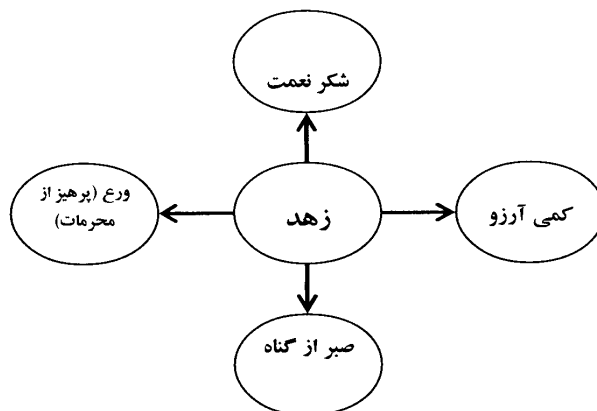 شکر نعمت
ورع (پرهیز از
محرمات)
زهد
کمی آرزو
صبر از گناه